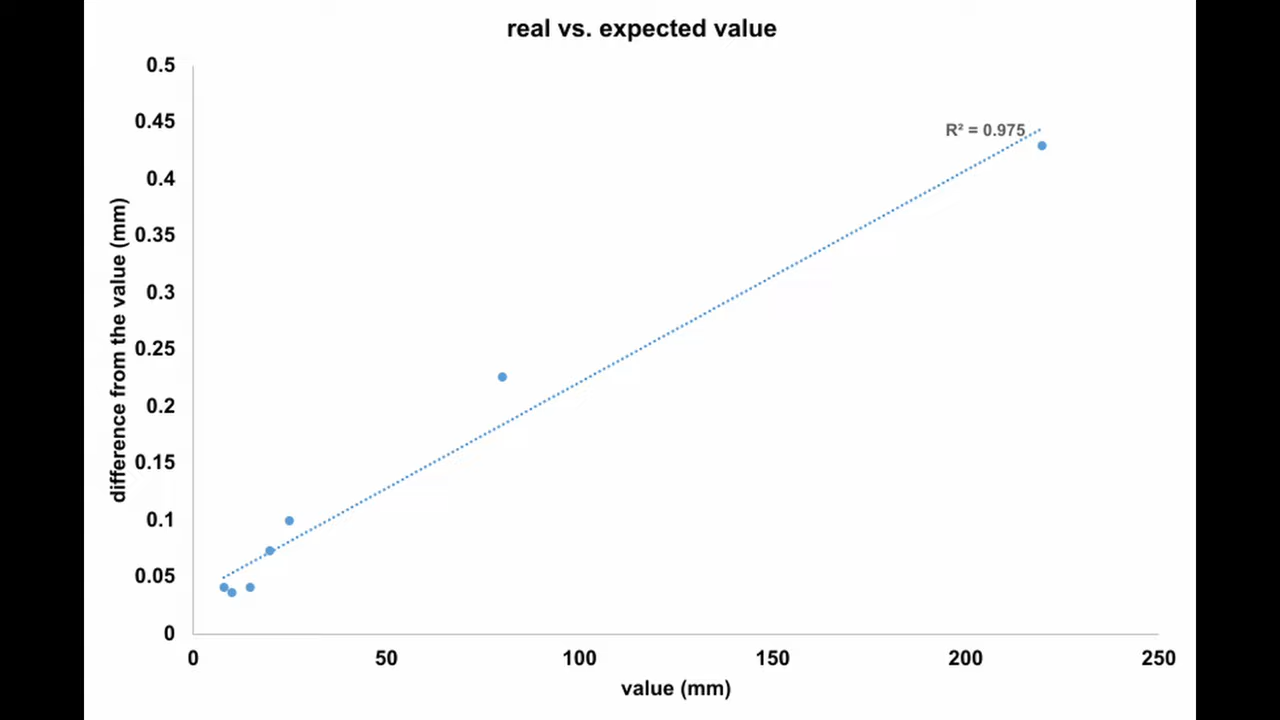 real vs. expected value
0.5
0.45
R² = 0.975
0.4
0.35
0.3
0.25
0.2
0.15
0.1
0.05
0
difference from the value (mm)
0 50 100 150 200 250
value (mm)